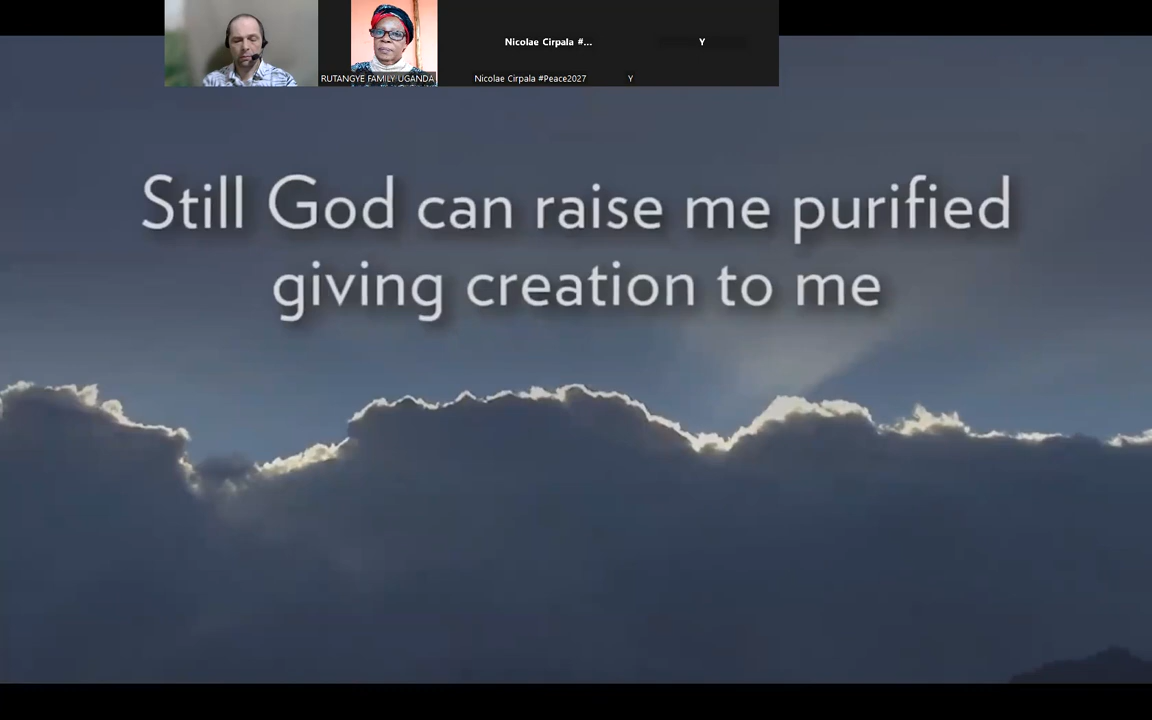 Nicolae Cirpala #...
Y
RUTANGYE FAMILY UGANDA
Nicolae Cirpala #Peace2027
Y
Still God can raise me purified
giving creation to me